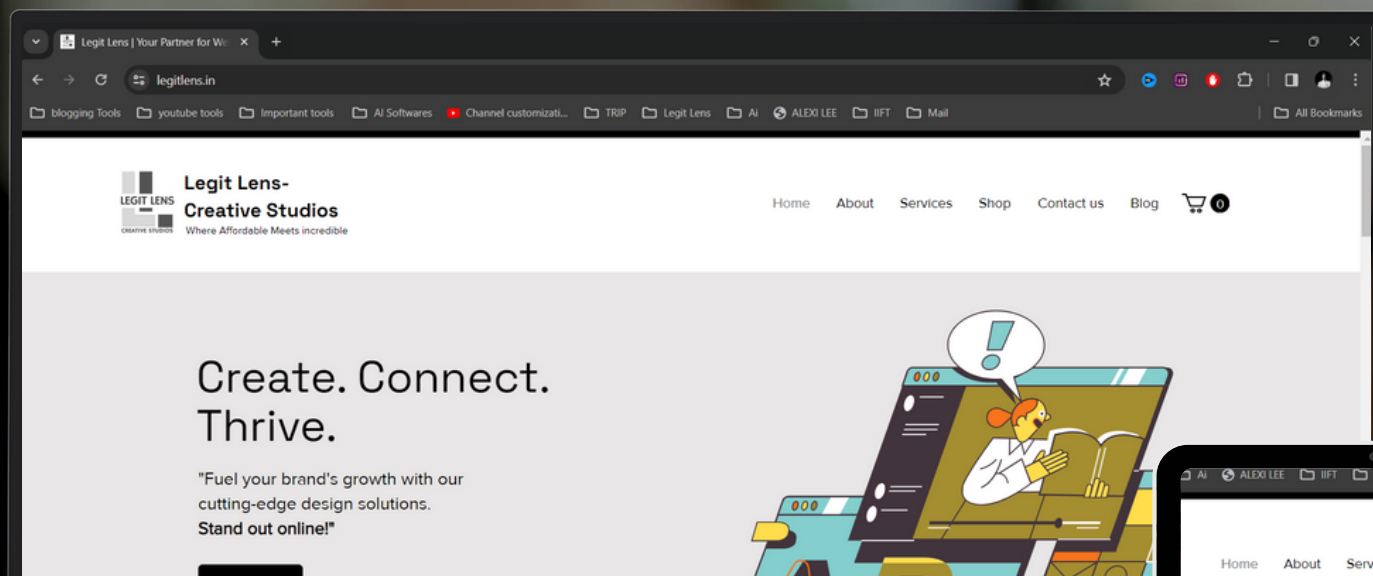 Legit Lens | Your Partner for We
legitlens.in
blogging Tools youtube tools Important tools AI Softwares Channel customizati... TRIP Legit Lens Ai ALEXI LEE IIFT Mail All Bookmarks
LEGIT LENS
CREATIVE STUDIOS
Legit Lens-
Creative Studios
Where Affordable Meets incredible
Home About Services Shop Contact us Blog 0
Create. Connect.
Thrive.
"Fuel your brand's growth with our
cutting-edge design solutions.
Stand out online!"
Ai ALEXI LEE IIFT
Home About Serv